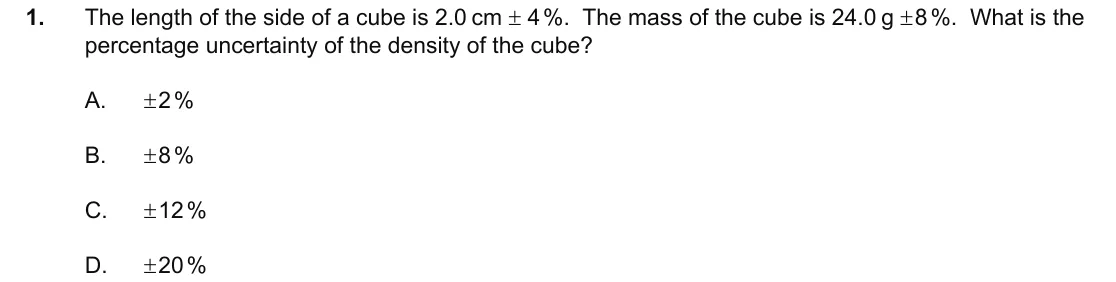 1. The length of the side of a cube is 2.0 cm ± 4 %. The mass of the cube is 24.0 g ±8 %. What is the
percentage uncertainty of the density of the cube?
A. ±2 %
B. ±8 %
C. ±12 %
D. ±20 %